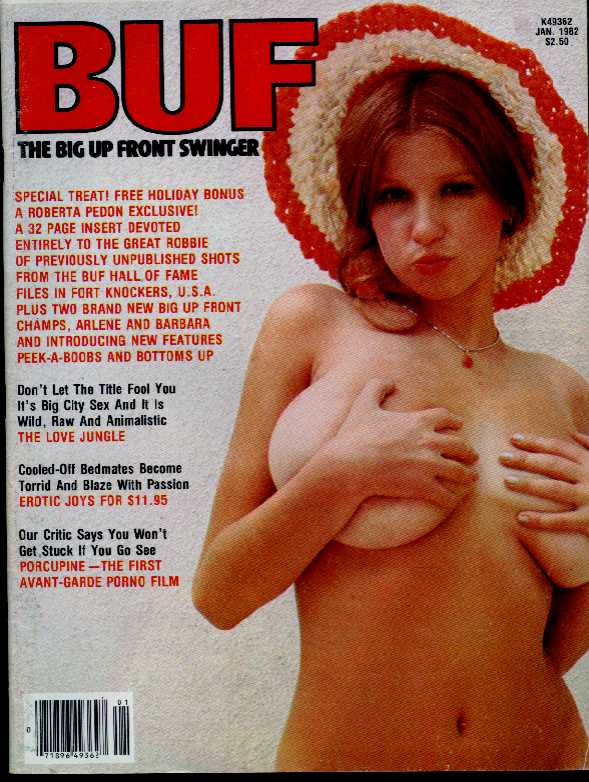 BUF
K49362
JAN. 1982
$2.50
THE BIG UP FRONT SWINGER
SPECIAL TREAT! FREE HOLIDAY BONUS
A ROBERTA PEDON EXCLUSIVE!
A 32 PAGE INSERT DEVOTED
ENTIRELY TO THE GREAT ROBBIE
OF PREVIOUSLY UNPUBLISHED SHOTS
FROM THE BUF HALL OF FAME
FILES IN FORT KNOCKERS, U.S.A.
PLUS TWO BRAND NEW BIG UP FRONT
CHAMPS, ARLENE AND BARBARA
AND INTRODUCING NEW FEATURES
PEEK-A-BOOBS AND BOTTOMS UP
Don't Let The Title Fool You
It's Big City Sex And It Is
Wild, Raw And Animalistic
THE LOVE JUNGLE
Cooled-Off Bedmates Become
Torrid And Blaze With Passion
EROTIC JOYS FOR $11.95
Our Critic Says You Won't
Get Stuck If You Go See
PORCUPINE—THE FIRST
AVANT-GARDE PORNO FILM
01
0
71896 49362